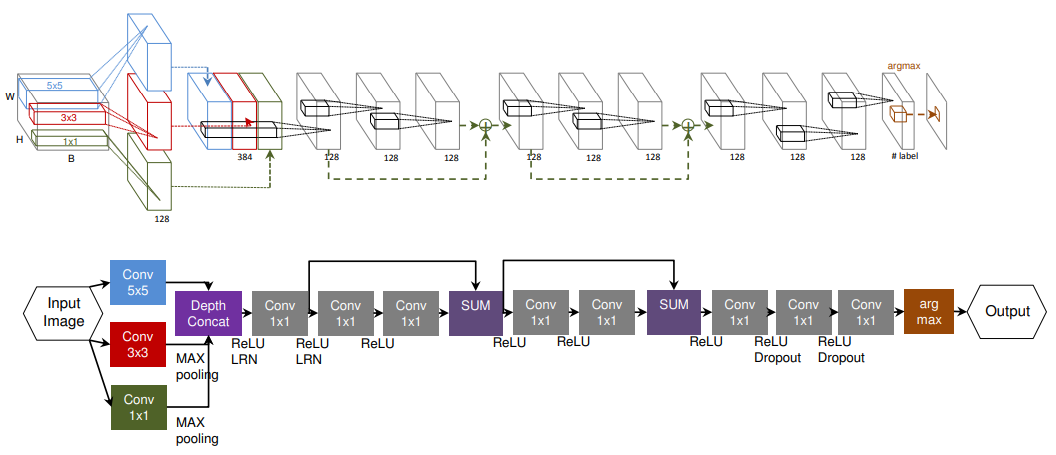 argmax
5x5
W
3x3
H
1x1
B
384
128
128
128
128
128
128
128
128
128
# label
128
Conv
5x5
Input
Image
Depth
Concat
Conv
1x1
Conv
1x1
Conv
1x1
SUM
Conv
1x1
Conv
1x1
SUM
Conv
1x1
Conv
1x1
Conv
1x1
arg
max
Output
Conv
3x3
ReLU
LRN
ReLU
LRN
ReLU
ReLU
ReLU
ReLU
ReLU
Dropout
ReLU
Dropout
MAX
pooling
Conv
1x1
MAX
pooling